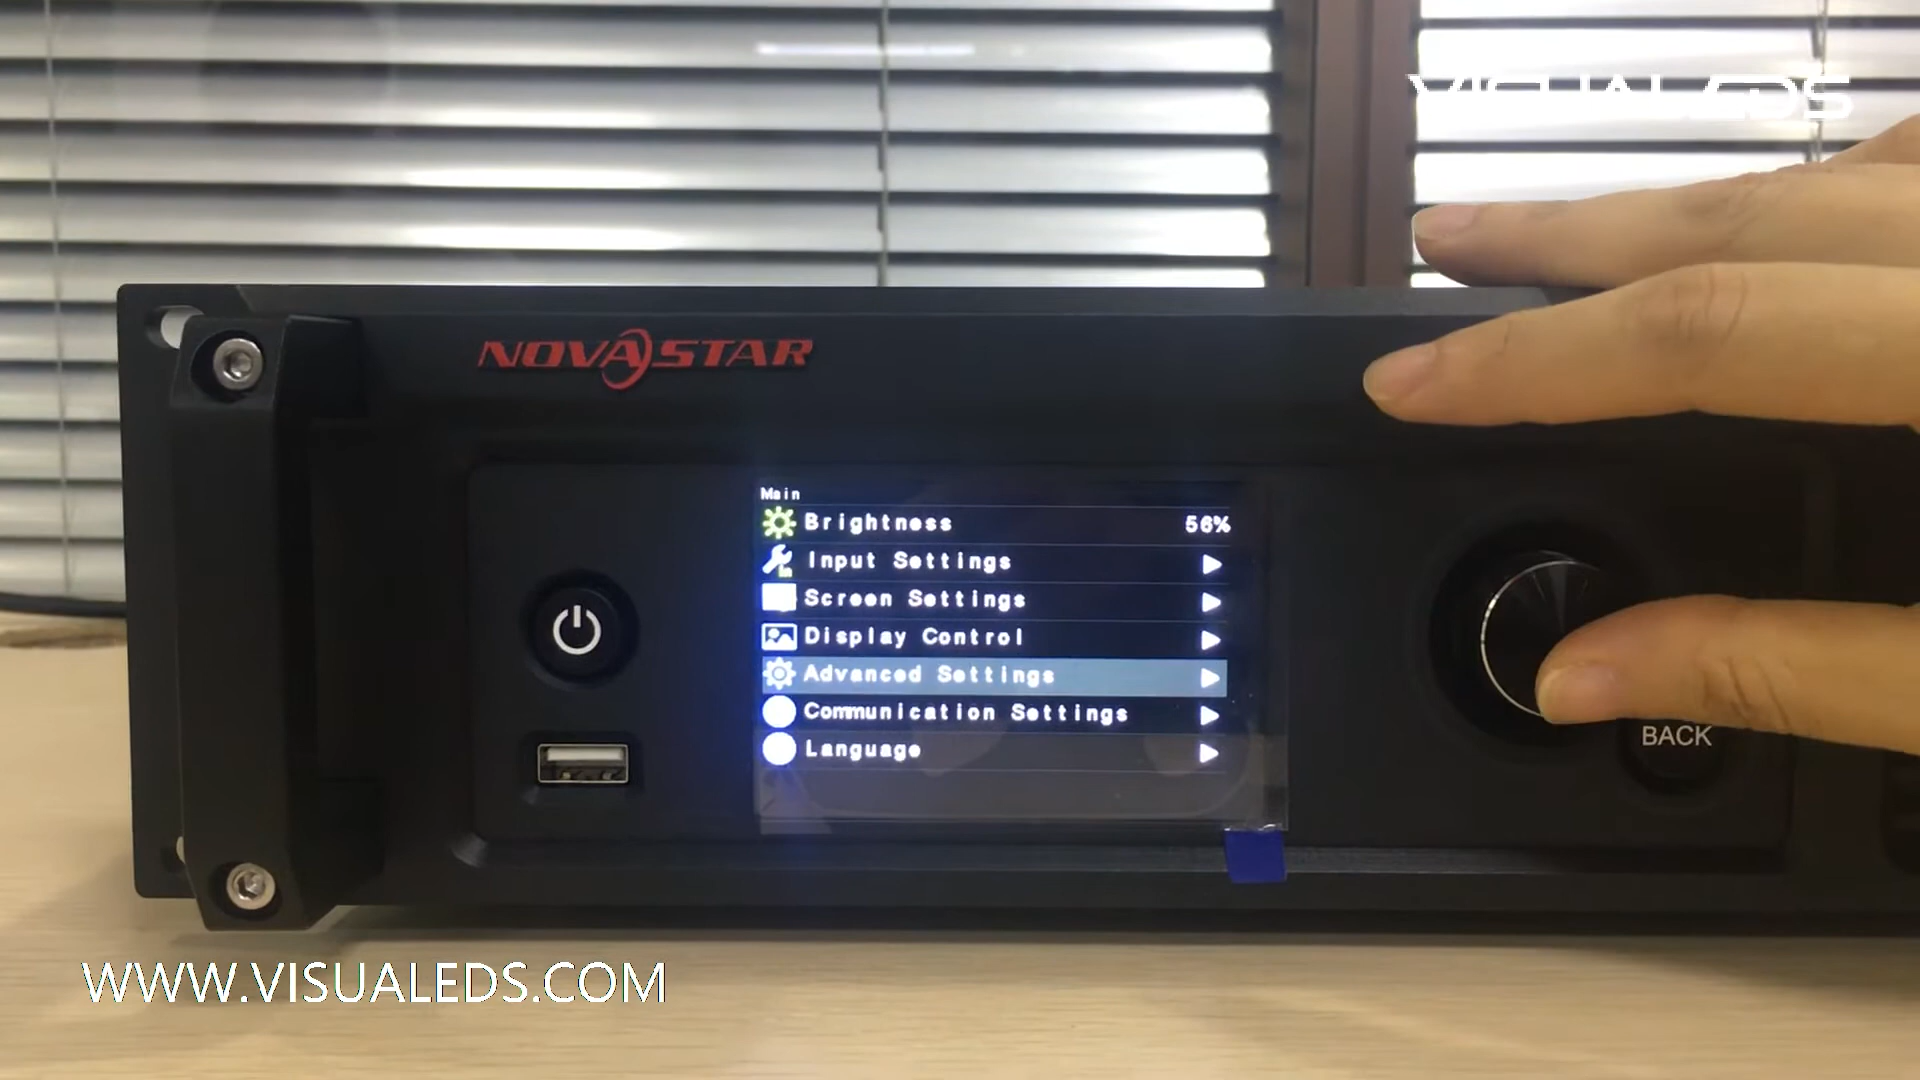 VISUALEDS
NOVASTAR
Main
Brightness 56%
Input Settings
Screen Settings
Display Control
Advanced Settings
Communication Settings
Language
BACK
WWW.VISUALEDS.COM